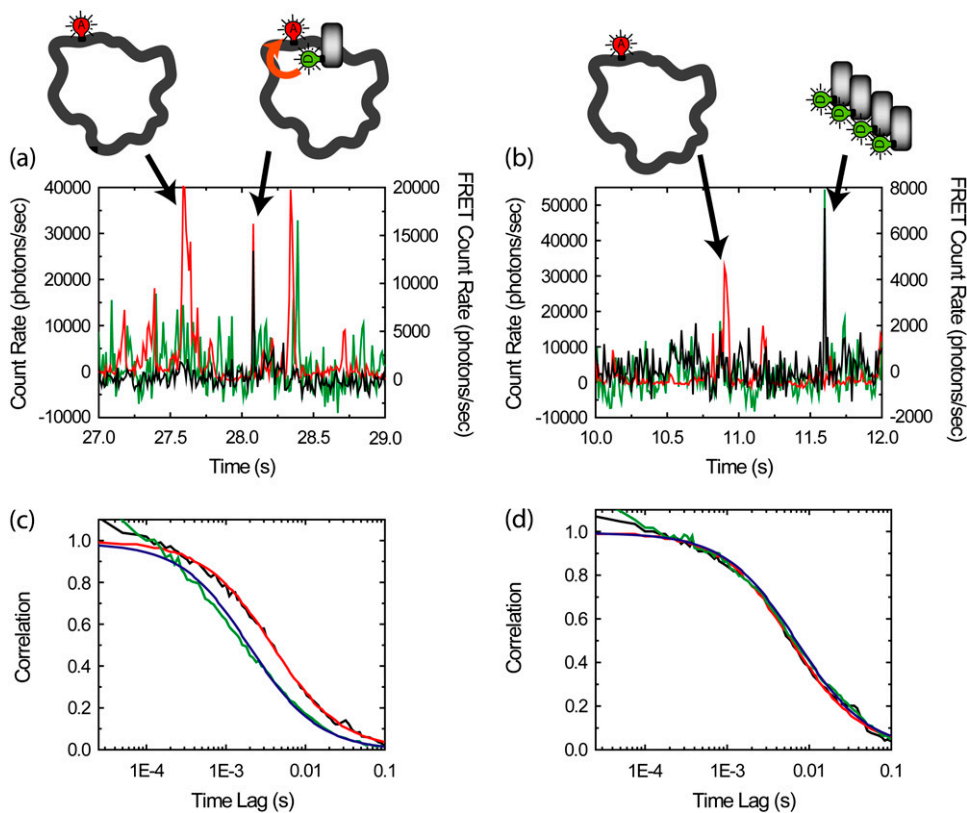 A
A
D
A
D
D
D
D
(a)
(b)
40000
30000
20000
10000
0
-10000
20000
15000
10000
5000
0
Count Rate (photons/sec)
FRET Count
Rate (photons/sec)
27.0 27.5 28.0 28.5 29.0
Time (s)
50000
40000
30000
20000
10000
0
-10000
8000
6000
4000
2000
0
-2000
Count Rate (photons/sec)
FRET Count
Rate (photons/sec)
10.0 10.5 11.0 11.5 12.0
Time (s)
(c)
1.0
0.8
0.6
0.4
0.2
0.0
Correlation
1E-4 1E-3 0.01 0.1
Time Lag (s)
(d)
1.0
0.8
0.6
0.4
0.2
0.0
Correlation
1E-4 1E-3 0.01 0.1
Time Lag (s)